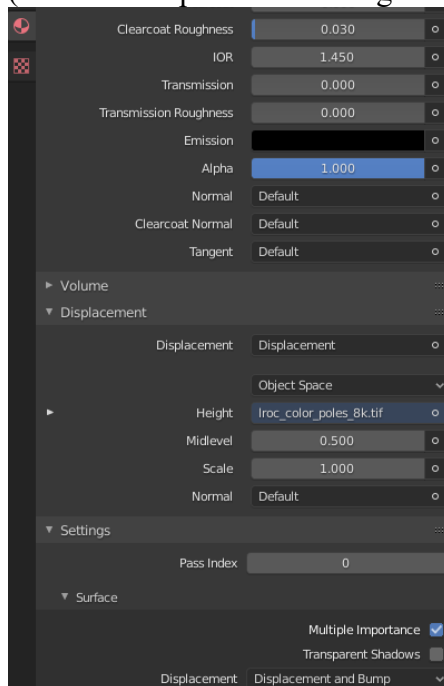 Clearcoat Roughness 0.030
IOR 1.450
Transmission 0.000
Transmission Roughness 0.000
Emission
Alpha 1.000
Normal Default
Clearcoat Normal Default
Tangent Default
Volume
Displacement
Displacement Displacement
Object Space
Height lroc_color_poles_8k.tif
Midlevel 0.500
Scale 1.000
Normal Default
Settings
Pass Index 0
Surface
Multiple Importance
Transparent Shadows
Displacement Displacement and Bump